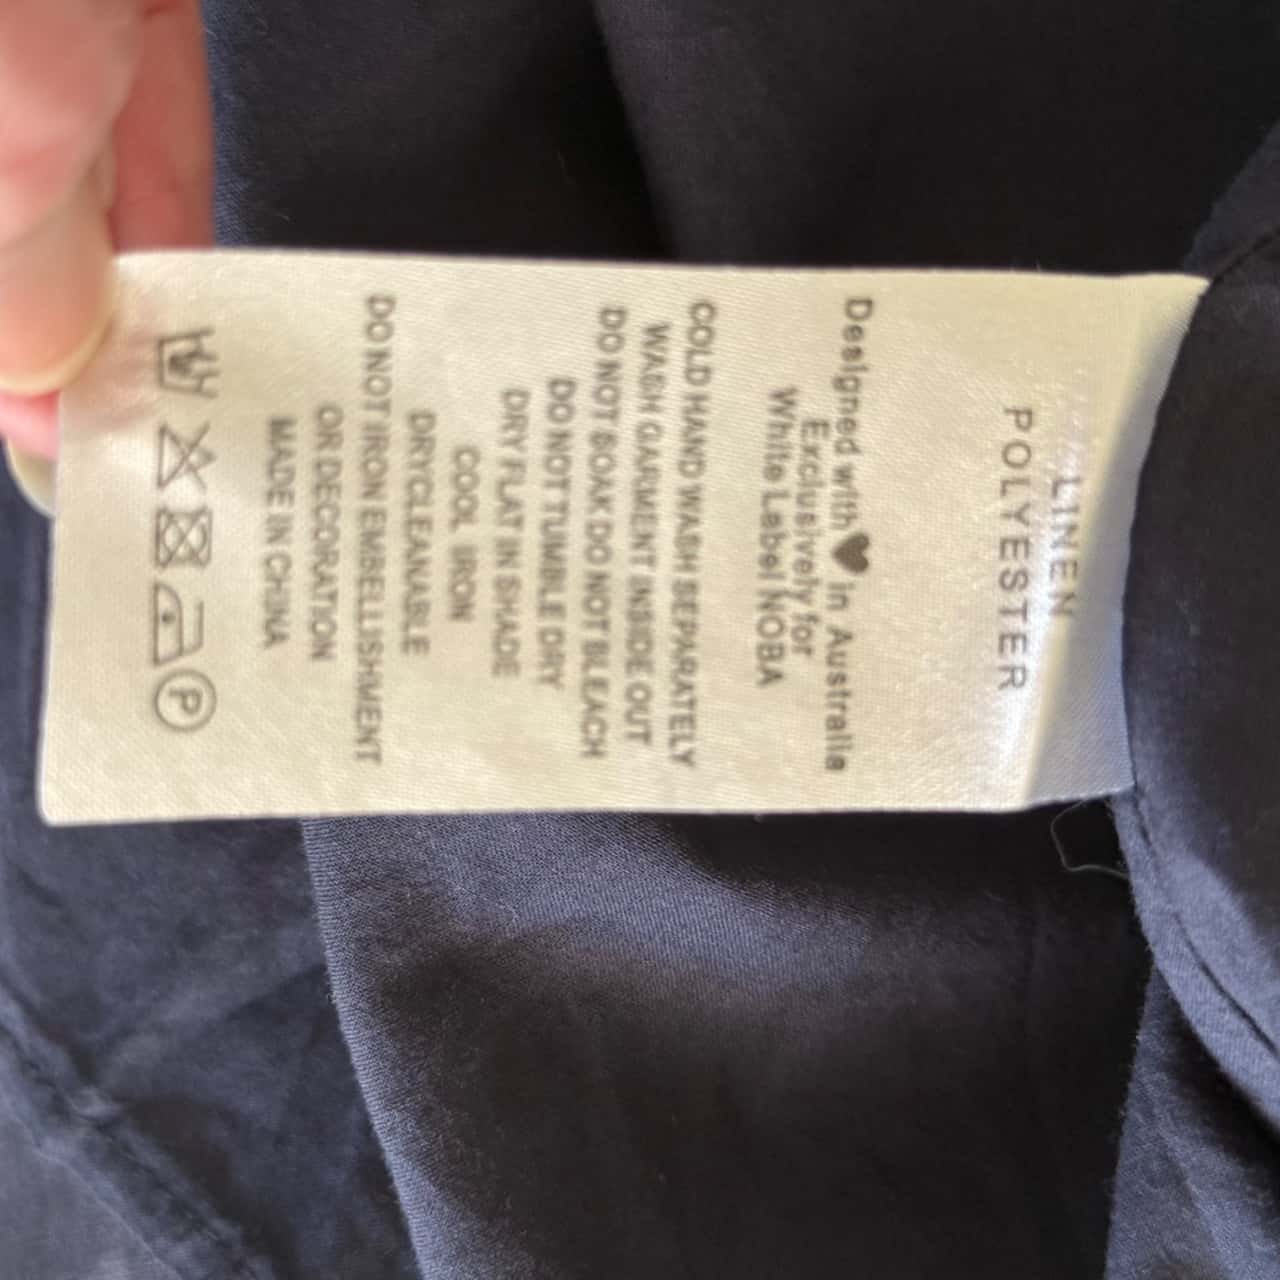 LINEN
POLYESTER
Designed with ♥ in Australia
Exclusively for
White Label NOBA
COLD HAND WASH SEPARATELY
WASH GARMENT INSIDE OUT
DO NOT SOAK DO NOT BLEACH
DO NOT TUMBLE DRY
DRY FLAT IN SHADE
COOL IRON
DRYCLEANABLE
DO NOT IRON EMBELLISHMENT
OR DECORATION
MADE IN CHINA
P